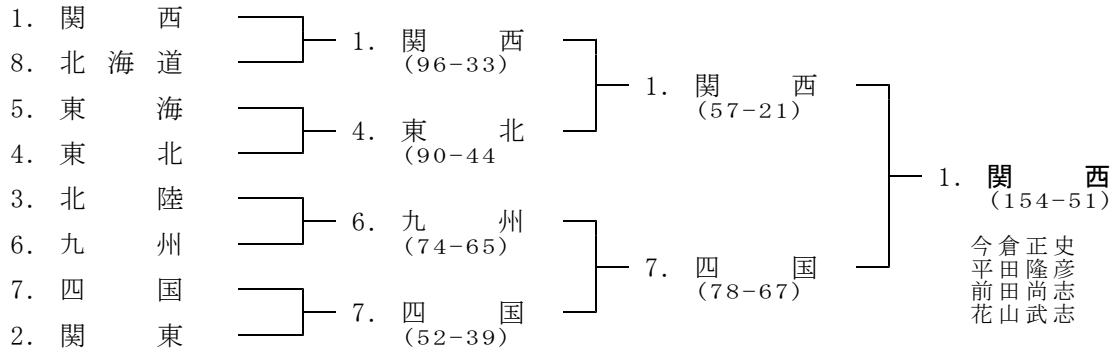 1. 関 西
8. 北 海 道
5. 東 海
4. 東 北
3. 北 陸
6. 九 州
7. 四 国
2. 関 東
1. 関 西
(96-33)
4. 東 北
(90-44
6. 九 州
(74-65)
7. 四 国
(52-39)
1. 関 西
(57-21)
7. 四 国
(78-67)
1. 関 西
(154-51)
今倉正史
平田隆彦
前田尚志
花山武志